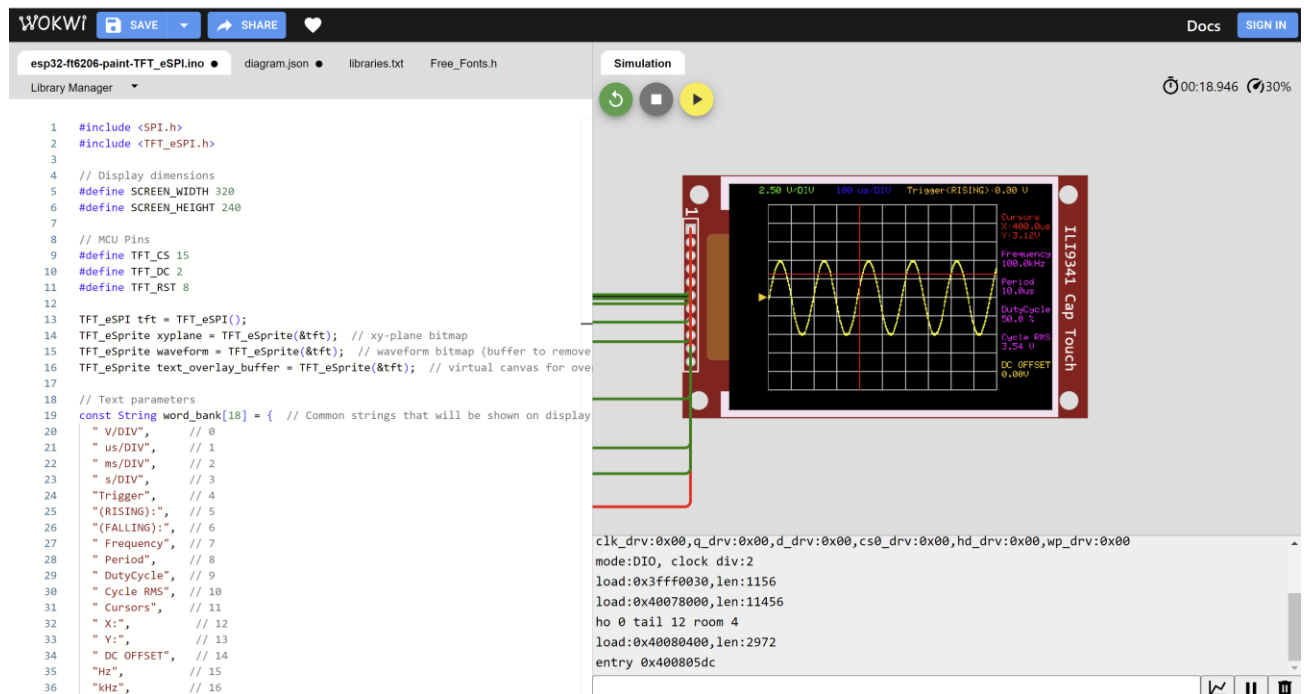 WOKWI SAVE SHARE Docs SIGN IN
esp32-ft6206-paint-TFT_eSPI.ino ● diagram.json ● libraries.txt Free_Fonts.h
Library Manager
1 #include <SPI.h>
2 #include <TFT_eSPI.h>
3
4 // Display dimensions
5 #define SCREEN_WIDTH 320
6 #define SCREEN_HEIGHT 240
7
8 // MCU Pins
9 #define TFT_CS 15
10 #define TFT_DC 2
11 #define TFT_RST 8
12
13 TFT_eSPI tft = TFT_eSPI();
14 TFT_eSprite xyplane = TFT_eSprite(&tft);  // xy-plane bitmap
15 TFT_eSprite waveform = TFT_eSprite(&tft);  // waveform bitmap (buffer to remove
16 TFT_eSprite text_overlay_buffer = TFT_eSprite(&tft);  // virtual canvas for ove
17
18 // Text parameters
19 const String word_bank[18] = {  // Common strings that will be shown on display
20 " V/DIV",      // 0
21 " us/DIV",     // 1
22 " ms/DIV",     // 2
23 " s/DIV",      // 3
24 "Trigger",     // 4
25 "(RISING):",   // 5
26 "(FALLING):",  // 6
27 " Frequency",  // 7
28 " Period",     // 8
29 " DutyCycle",  // 9
30 " Cycle RMS",  // 10
31 " Cursors",    // 11
32 " X:",          // 12
33 " Y:",          // 13
34 " DC OFFSET",   // 14
35 "Hz",          // 15
36 "kHz",         // 16
Simulation
00:18.946 30%
2.50 V/DIV 100 us/DIV Trigger(RISING):0.00 V
Cursors
X:400.0us
Y:3.12V
Frequency
100.0kHz
Period
10.0us
DutyCycle
50.0 %
Cycle RMS
3.54 V
DC OFFSET
0.00V
1
ILI9341 Cap Touch
clk_drv:0x00,q_drv:0x00,d_drv:0x00,cs0_drv:0x00,hd_drv:0x00,wp_drv:0x00
mode:DIO, clock div:2
load:0x3fff0030,len:1156
load:0x40078000,len:11456
ho 0 tail 12 room 4
load:0x40080400,len:2972
entry 0x400805dc